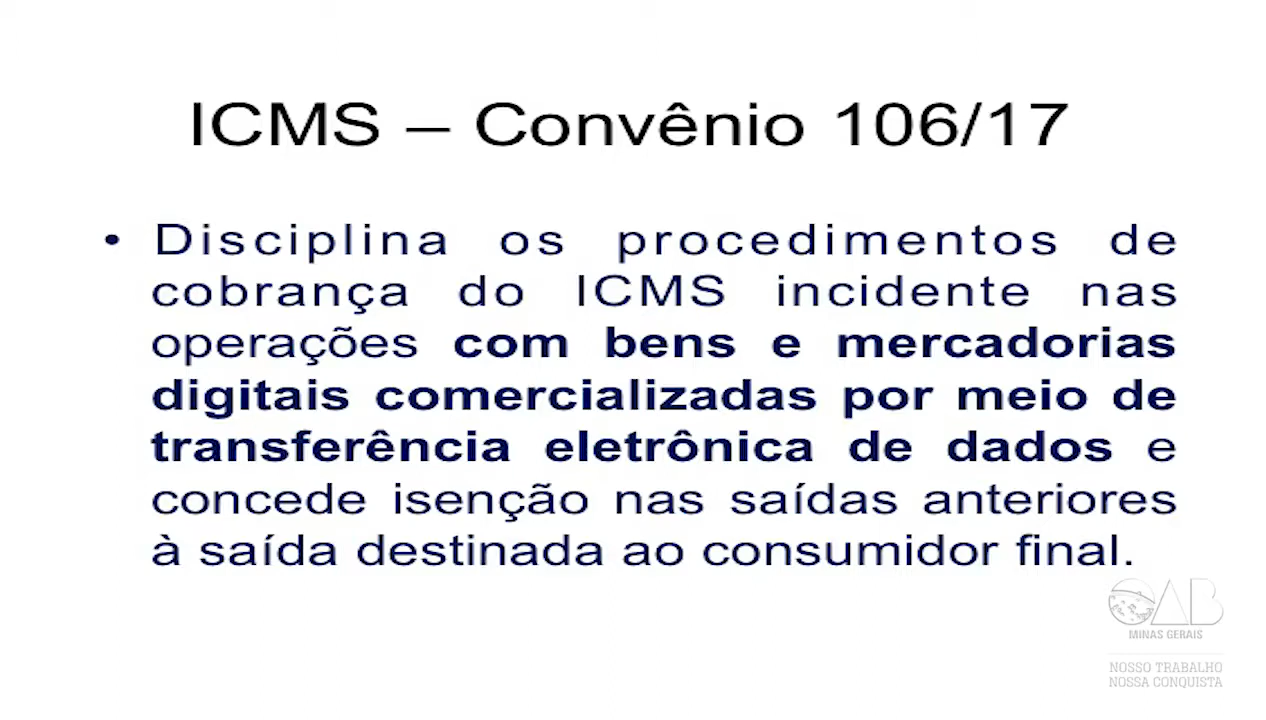 ICMS – Convênio 106/17
• Disciplina os procedimentos de
cobrança do ICMS incidente nas
operações com bens e mercadorias
digitais comercializadas por meio de
transferência eletrônica de dados e
concede isenção nas saídas anteriores
à saída destinada ao consumidor final.
OAB
MINAS GERAIS
NOSSO TRABALHO
NOSSA CONQUISTA